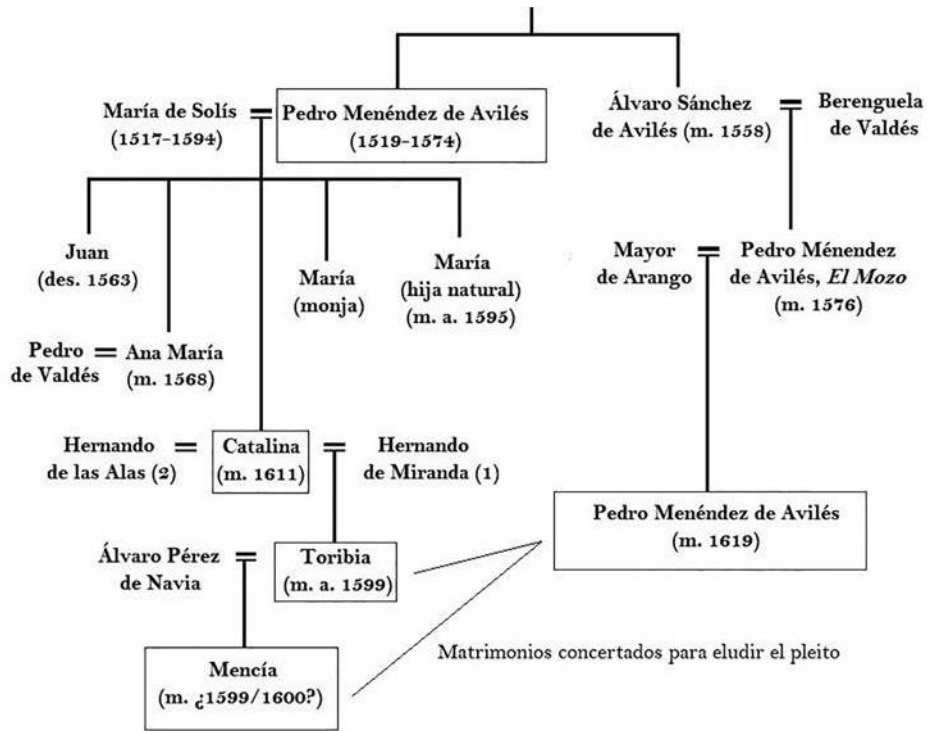 María de Solís = Pedro Menéndez de Avilés
(1517-1594)
(1519-1574)
Álvaro Sánchez = Berenguela
de Avilés (m. 1558)
de Valdés
Juan
(des. 1563)
María
(monja)
María
(hija natural)
(m. a. 1595)
Mayor = Pedro Ménendez
de Arango
de Avilés, El Mozo
(m. 1576)
Pedro = Ana María
de Valdés
(m. 1568)
Hernando = Catalina = Hernando
de las Alas (2)
(m. 1611)
de Miranda (1)
Pedro Menéndez de Avilés
(m. 1619)
Álvaro Pérez = Toribia
de Navia
(m. a. 1599)
Matrimonios concertados para eludir el pleito
Mencía
(m. ¿1599/1600?)